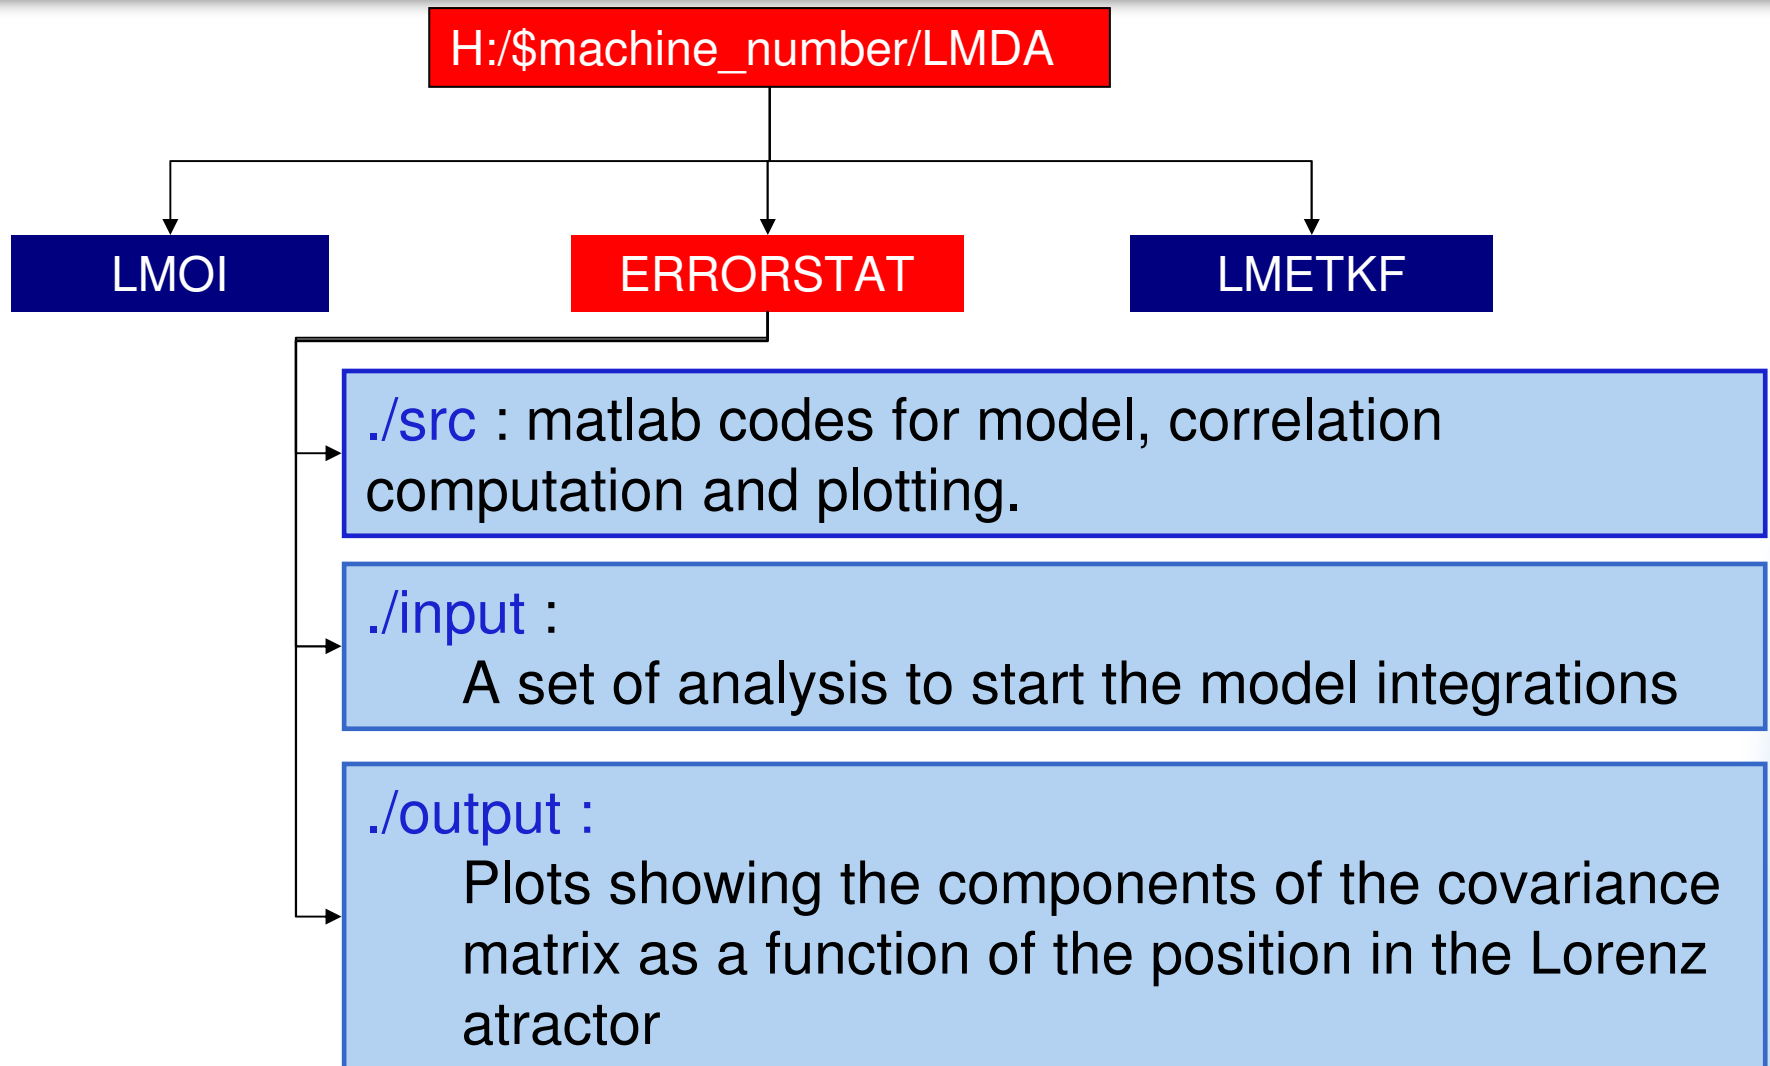 H:/$machine_number/LMDA
LMOI
ERRORSTAT
LMETKF
./src : matlab codes for model, correlation
computation and plotting.
./input :
A set of analysis to start the model integrations
./output :
Plots showing the components of the covariance
matrix as a function of the position in the Lorenz
atractor